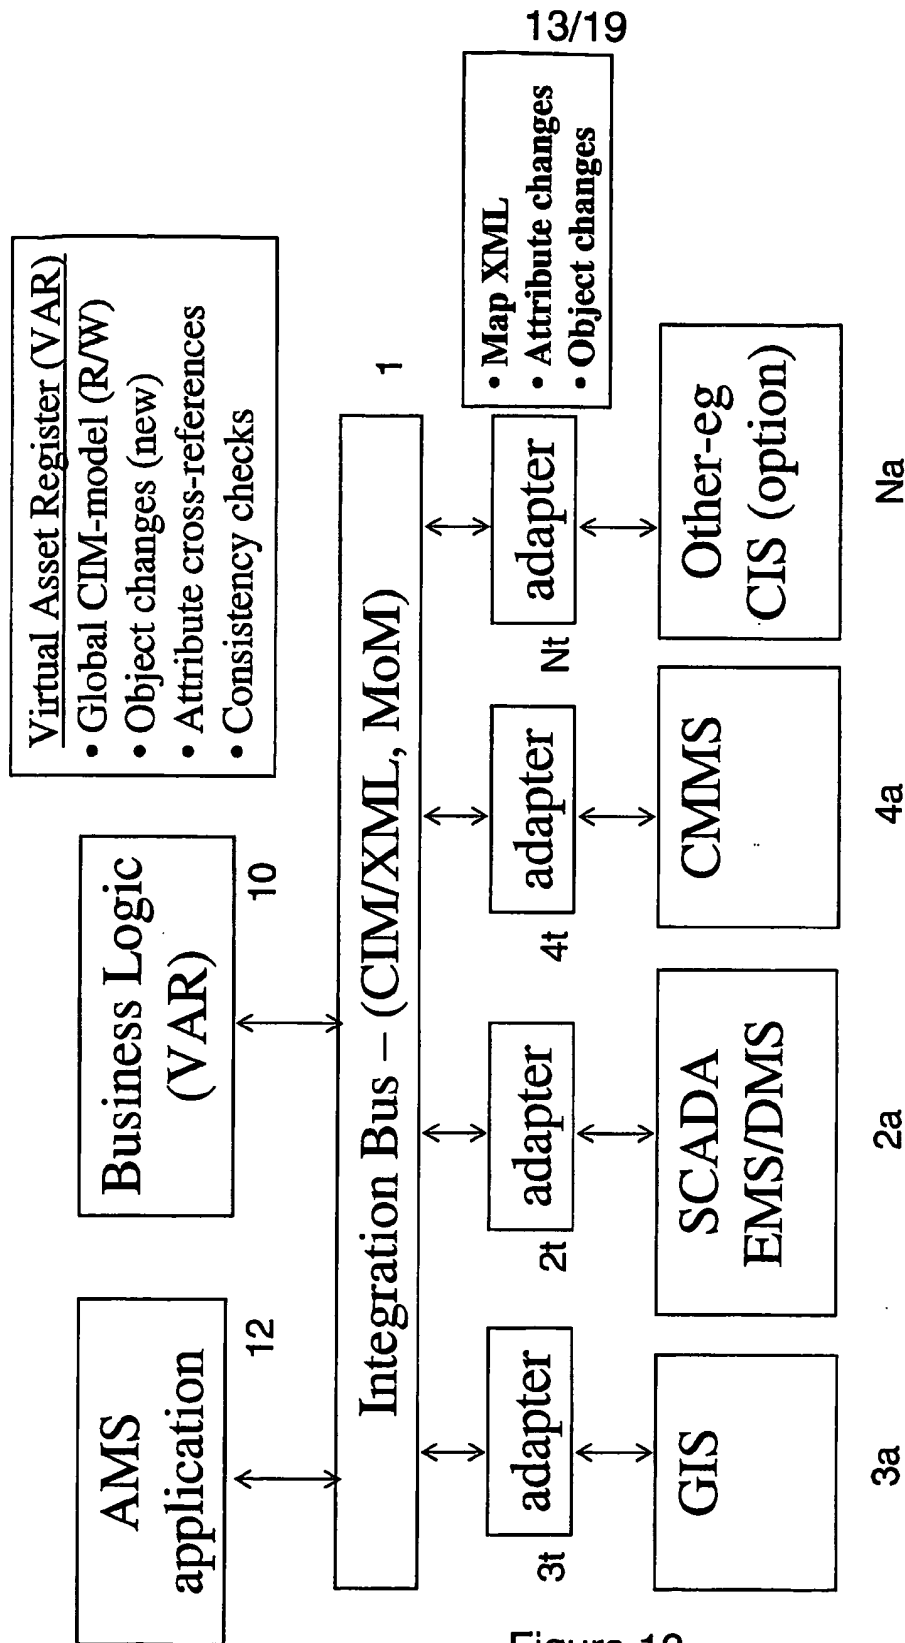 13/19
AMS
application
12
Business Logic
(VAR)
10
Virtual Asset Register (VAR)
• Global CIM-model (R/W)
• Object changes (new)
• Attribute cross-references
• Consistency checks
Integration Bus – (CIM/XML, MoM)
1
3t
adapter
2t
adapter
4t
adapter
Nt
adapter
• Map XML
• Attribute changes
• Object changes
GIS
3a
SCADA
EMS/DMS
2a
CMMS
4a
Other-eg
CIS (option)
Na
Figure